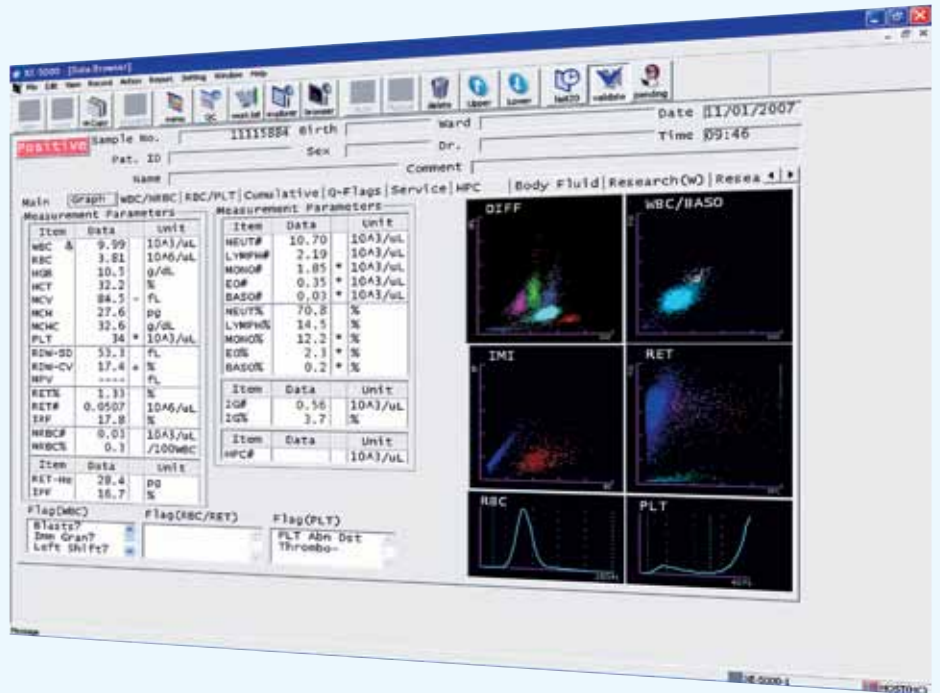 XE-5000 - [Data Browser]
File Edit View Record Action Report Setting Window Help
menu QC work list explorer browser delete Upper Lower last20 validate pending
Positive Sample No. 11115884 Birth Ward Date 11/01/2007
Pat. ID Sex Dr. Time 09:46
Name Comment
Main Graph WBC/NRBC RBC/PLT Cumulative Q-Flags Service HPC Body Fluid Research(W) Resea
Measurement Parameters
Item Data Unit
WBC & 9.99 10^3/uL
RBC 3.81 10^6/uL
HGB 10.5 g/dL
HCT 32.2 %
MCV 84.5 - fL
MCH 27.6 pg
MCHC 32.6 g/dL
PLT 34 * 10^3/uL
RDW-SD 53.3 fL
RDW-CV 17.4 + %
MPV ---- fL
RET% 1.33 %
RET# 0.0507 10^6/uL
IRF 17.8 %
NRBC# 0.03 10^3/uL
NRBC% 0.3 /100WBC
Item Data Unit
RET-He 28.4 pg
IPF 16.7 %
Measurement Parameters
Item Data Unit
NEUT# 10.70 10^3/uL
LYMPH# 2.19 10^3/uL
MONO# 1.85 * 10^3/uL
EO# 0.35 * 10^3/uL
BASO# 0.03 * 10^3/uL
NEUT% 70.8 %
LYMPH% 14.5 %
MONO% 12.2 * %
EO% 2.3 * %
BASO% 0.2 * %
Item Data Unit
IG# 0.56 10^3/uL
IG% 3.7 %
Item Data Unit
HPC# 10^3/uL
DIFF WBC/BASO
IMI RET
RBC PLT
Flag(WBC) Flag(RBC/RET) Flag(PLT)
Blasts?
Imm Gran?
Left Shift?
PLT Abn Dst
Thrombo-
Message
XE-5000-1 HOST(HC)